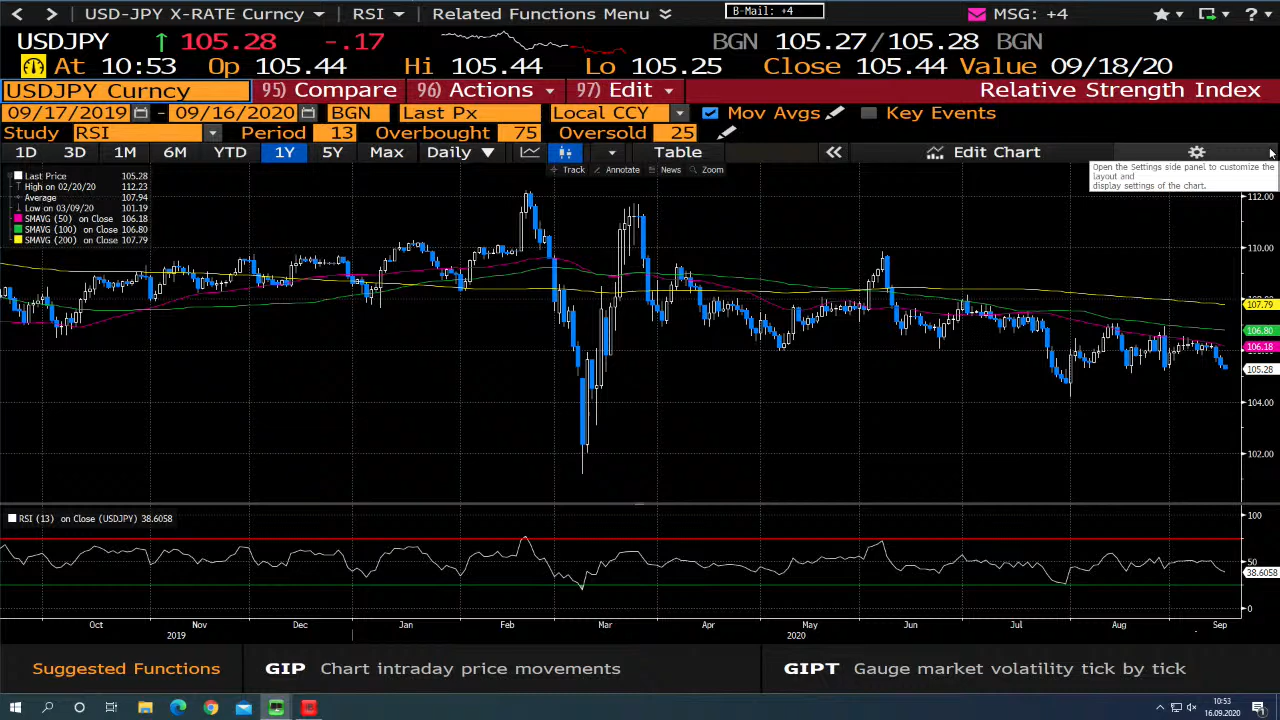 USD-JPY X-RATE Curncy RSI Related Functions Menu B-Mail: +4 MSG: +4 ?
USDJPY 105.28 -.17 BGN 105.27/105.28 BGN
At 10:53 Op 105.44 Hi 105.44 Lo 105.25 Close 105.44 Value 09/18/20
USDJPY Curncy 95) Compare 96) Actions 97) Edit Relative Strength Index
09/17/2019 - 09/16/2020 BGN Last Px Local CCY Mov Avgs Key Events
Study RSI Period 13 Overbought 75 Oversold 25
1D 3D 1M 6M YTD 1Y 5Y Max Daily ▼ Table « Edit Chart
Track Annotate News Zoom
Open the Settings side panel to customize the
layout and
display settings of the chart.
Last Price 105.28
High on 02/20/20 112.23
Average 107.94
Low on 03/09/20 101.19
SMAVG (50) on Close 106.18
SMAVG (100) on Close 106.80
SMAVG (200) on Close 107.79
112.00
110.00
107.79
106.80
106.18
105.28
104.00
102.00
RSI (13) on Close (USDJPY) 38.6058
100
50
38.6058
0
Oct Nov Dec Jan Feb Mar Apr May Jun Jul Aug Sep
2019 2020
Suggested Functions GIP Chart intraday price movements GIPT Gauge market volatility tick by tick
10:53
16.09.2020
1